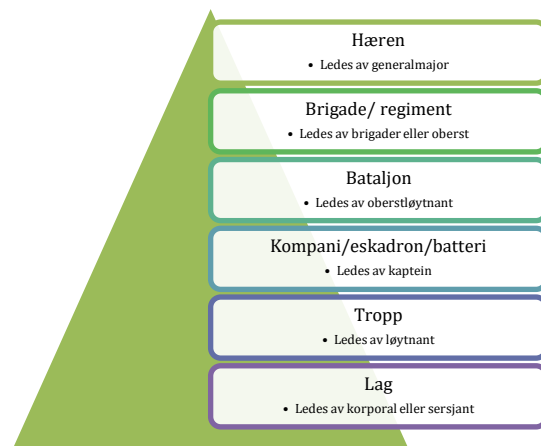 Hæren
• Ledes av generalmajor
Brigade/ regiment
• Ledes av brigader eller oberst
Bataljon
• Ledes av oberstløytnant
Kompani/eskadron/batteri
• Ledes av kaptein
Tropp
• Ledes av løytnant
Lag
• Ledes av korporal eller sersjant